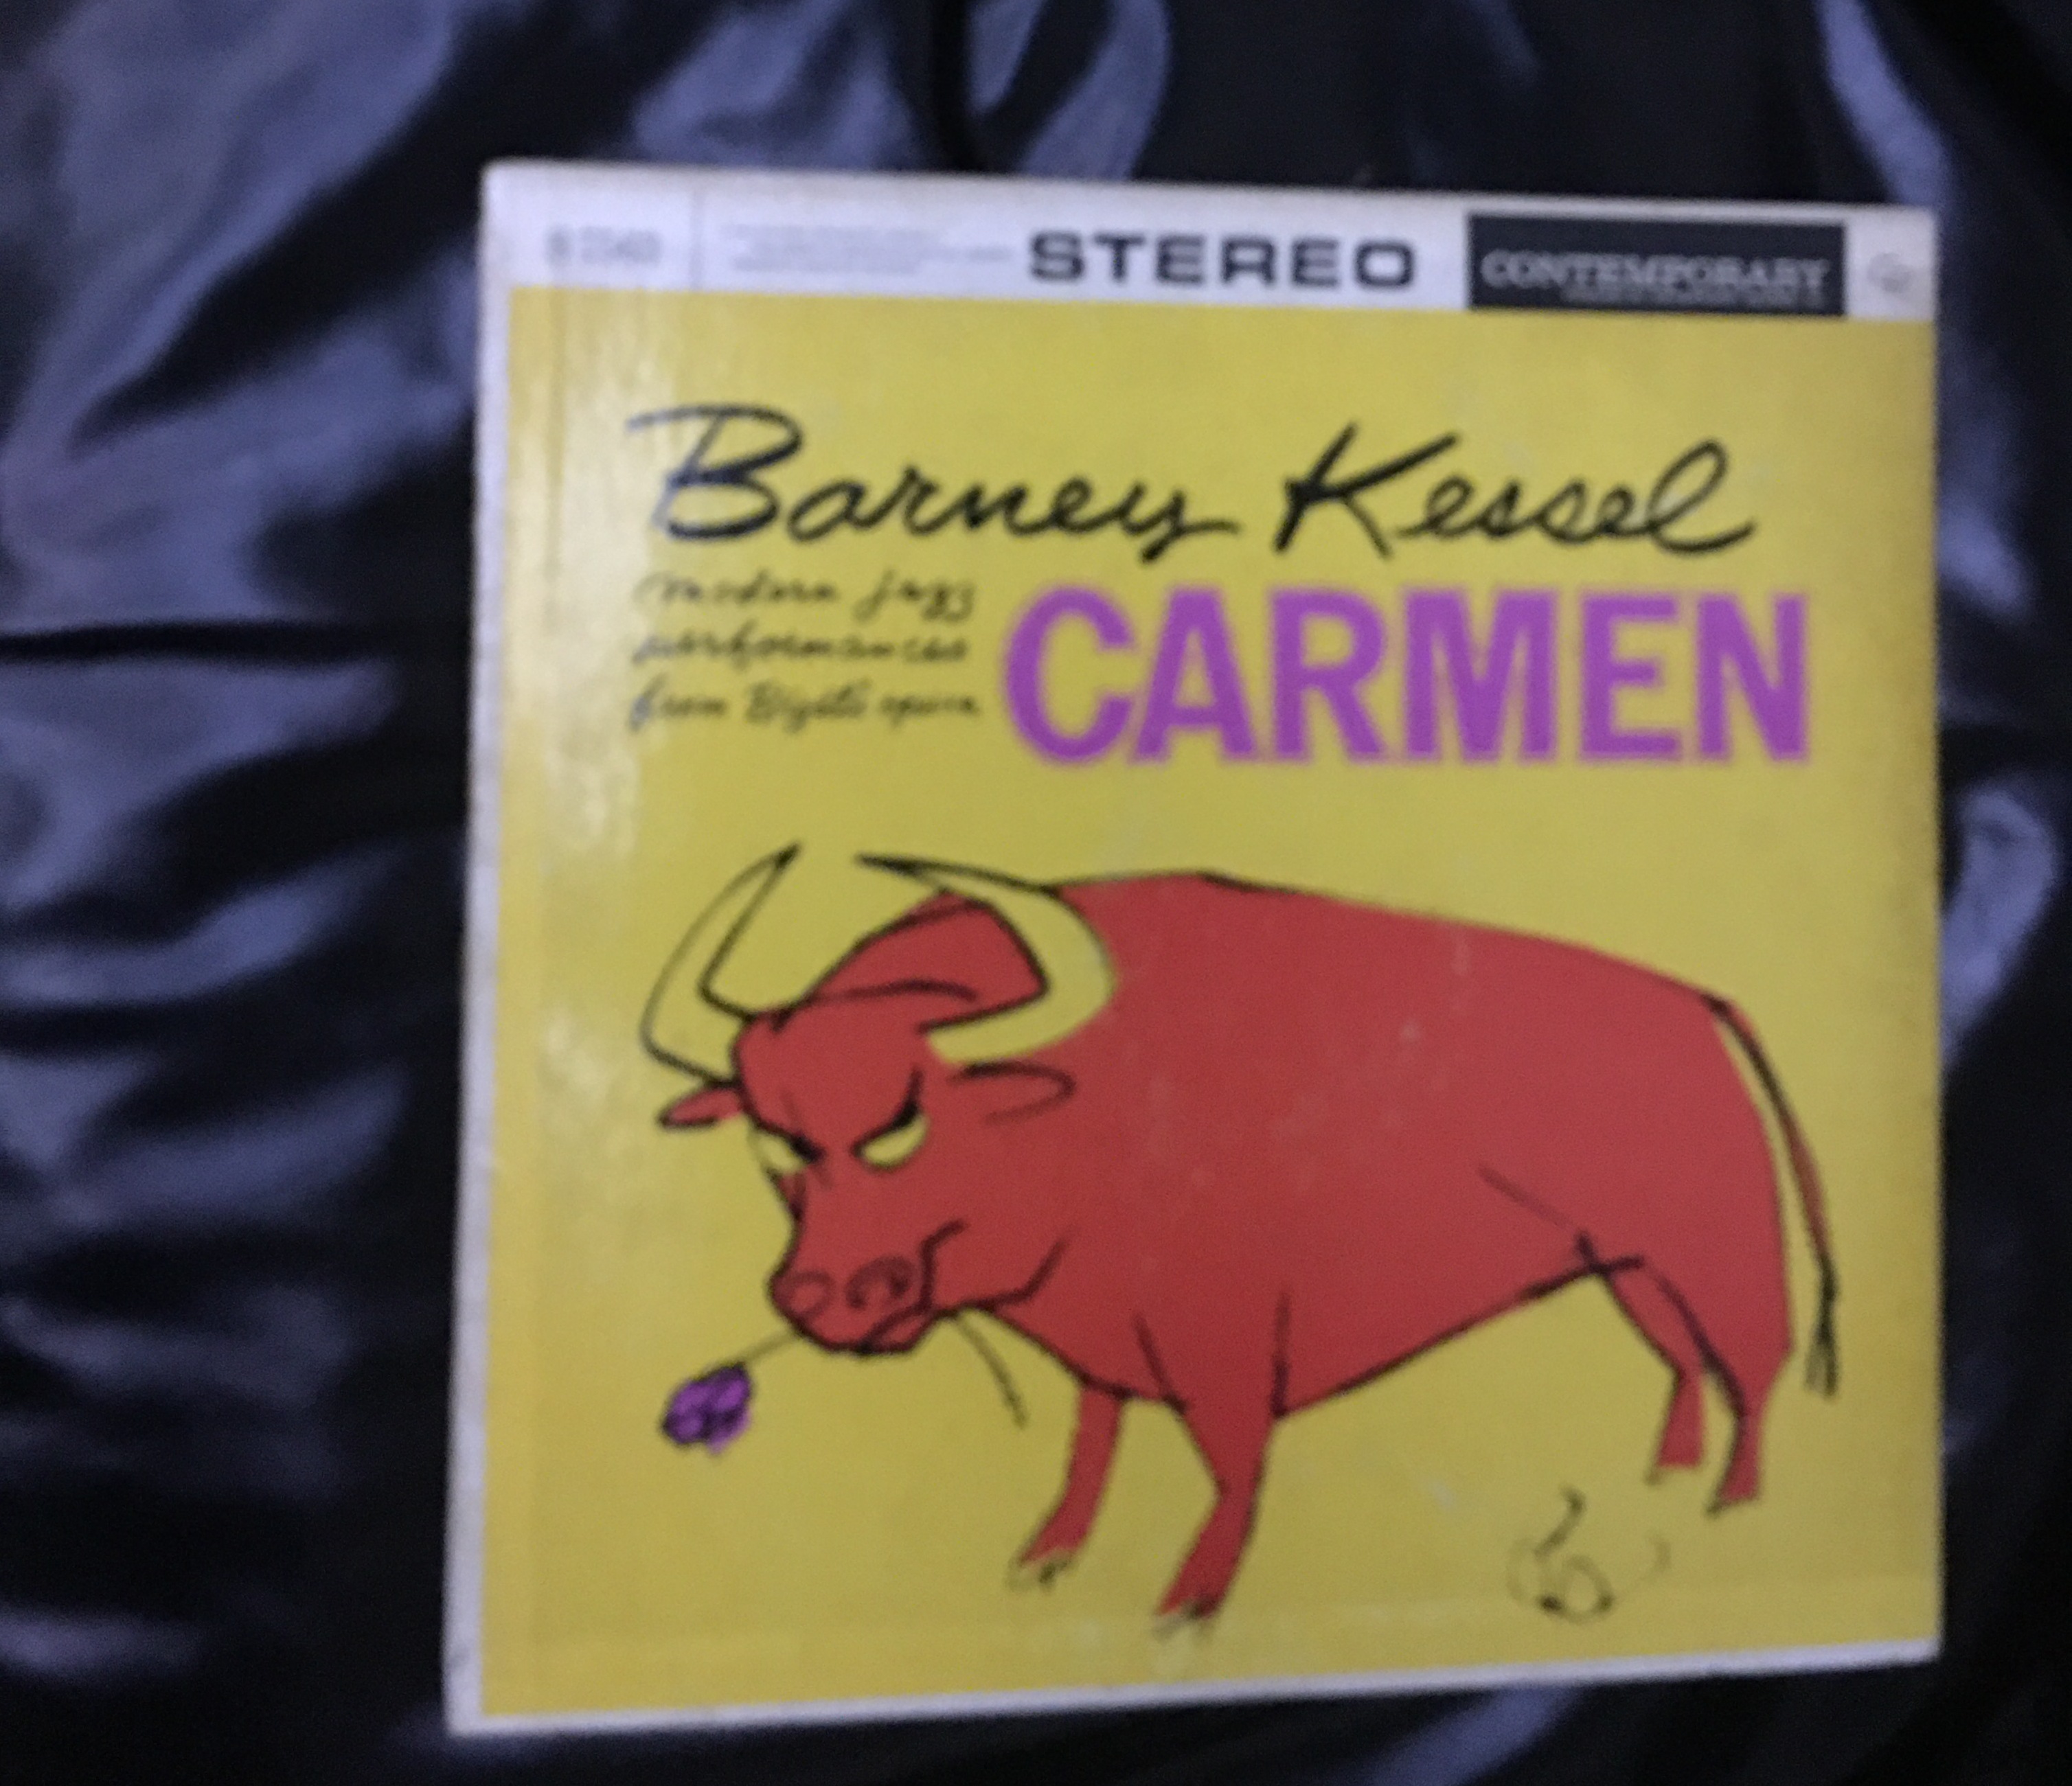 STEREO
CONTEMPORARY
Barney Kessel
modern jazz
performances
from Bizet's opera
CARMEN